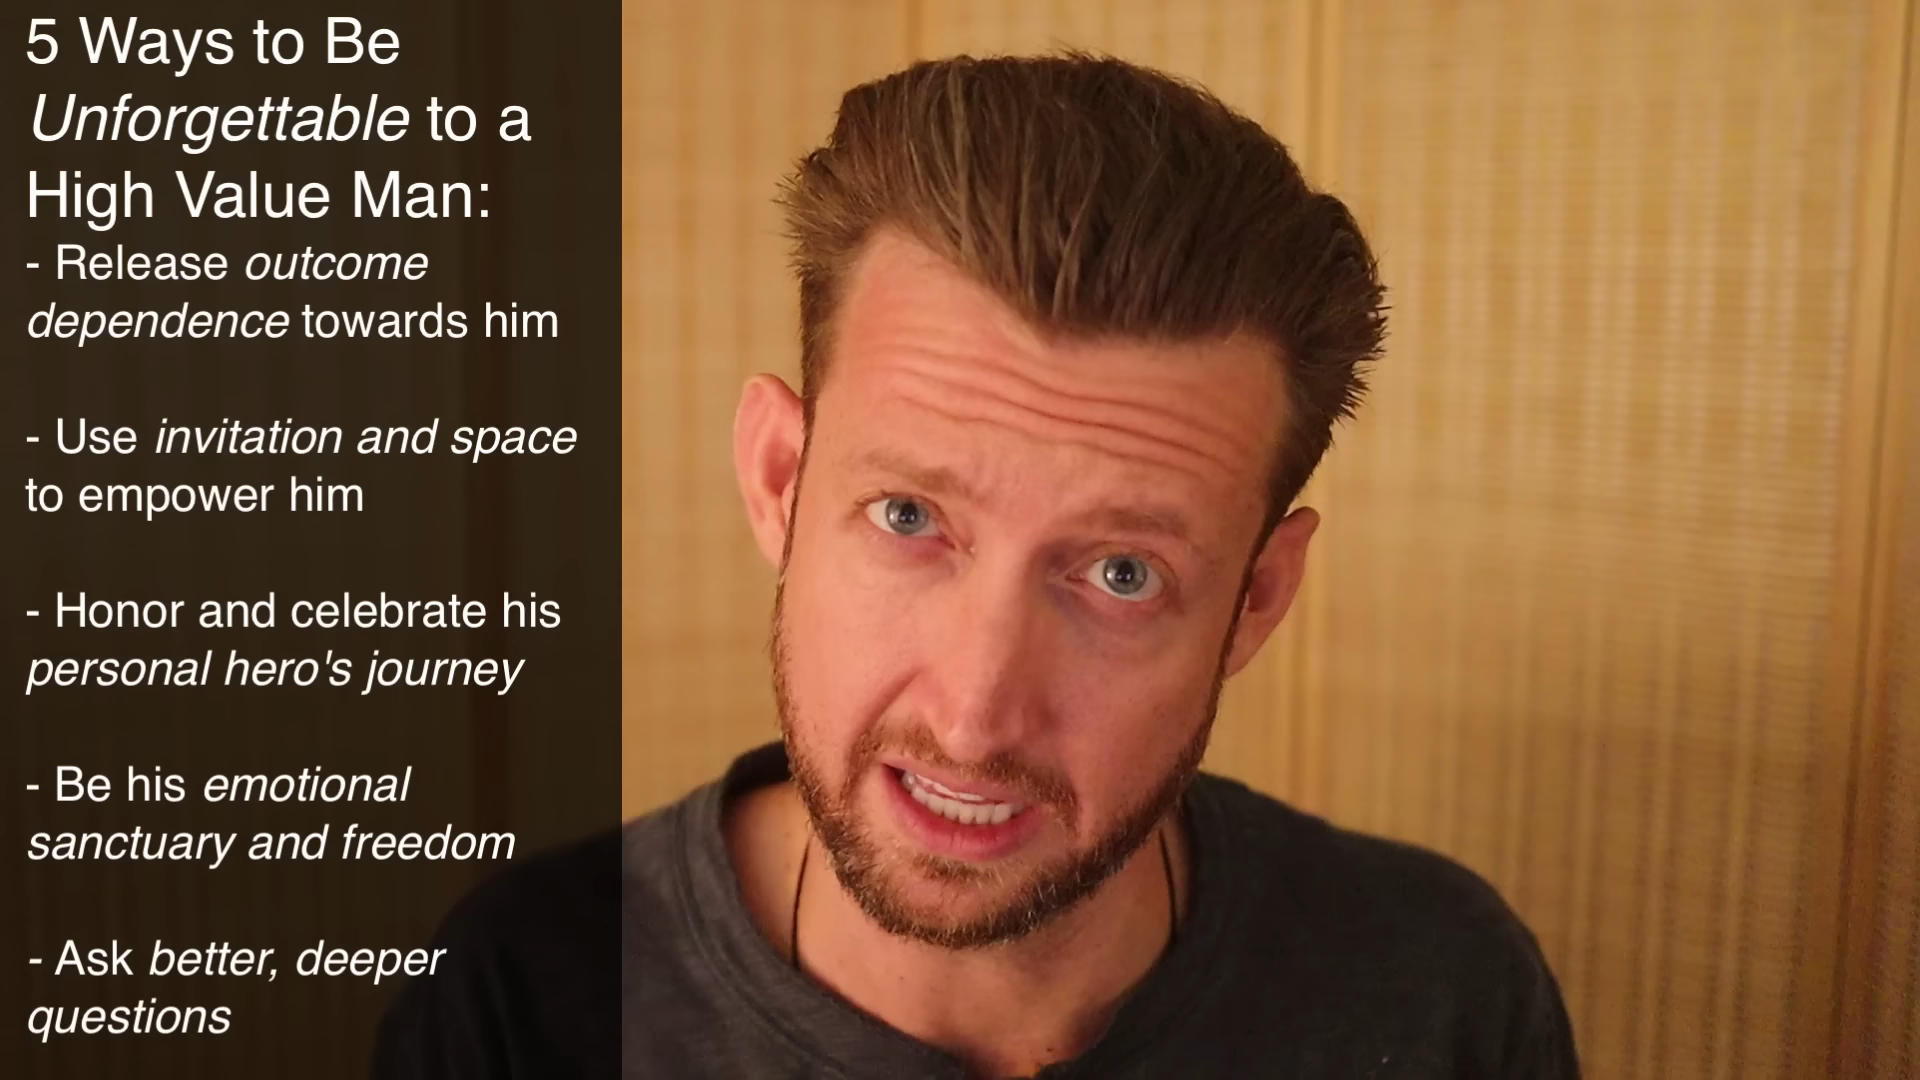 5 Ways to Be
Unforgettable to a
High Value Man:
- Release outcome
dependence towards him
- Use invitation and space
to empower him
- Honor and celebrate his
personal hero's journey
- Be his emotional
sanctuary and freedom
- Ask better, deeper
questions